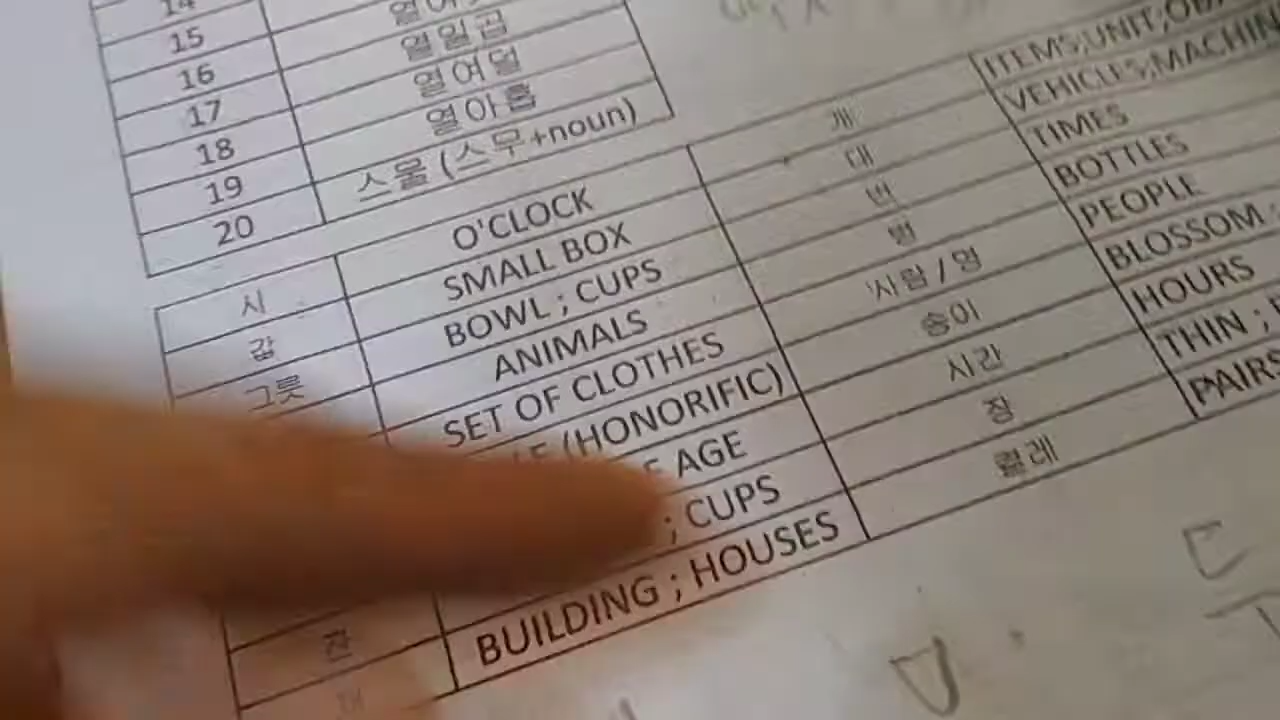 14
15
16
17 열일곱
18 열여덟
19 열아홉
20 스물 (스무+noun)
시 O'CLOCK 개 ITEMS;UNIT;
갑 SMALL BOX 대 VEHICLES;MACHIN
그릇 BOWL ; CUPS 번 TIMES
ANIMALS 병 BOTTLES
SET OF CLOTHES 사람 / 명 PEOPLE
(HONORIFIC) 송이 BLOSSOM
AGE 시간 HOURS
잔 ; CUPS 장 THIN ;
BUILDING ; HOUSES 켤레 PAIRS